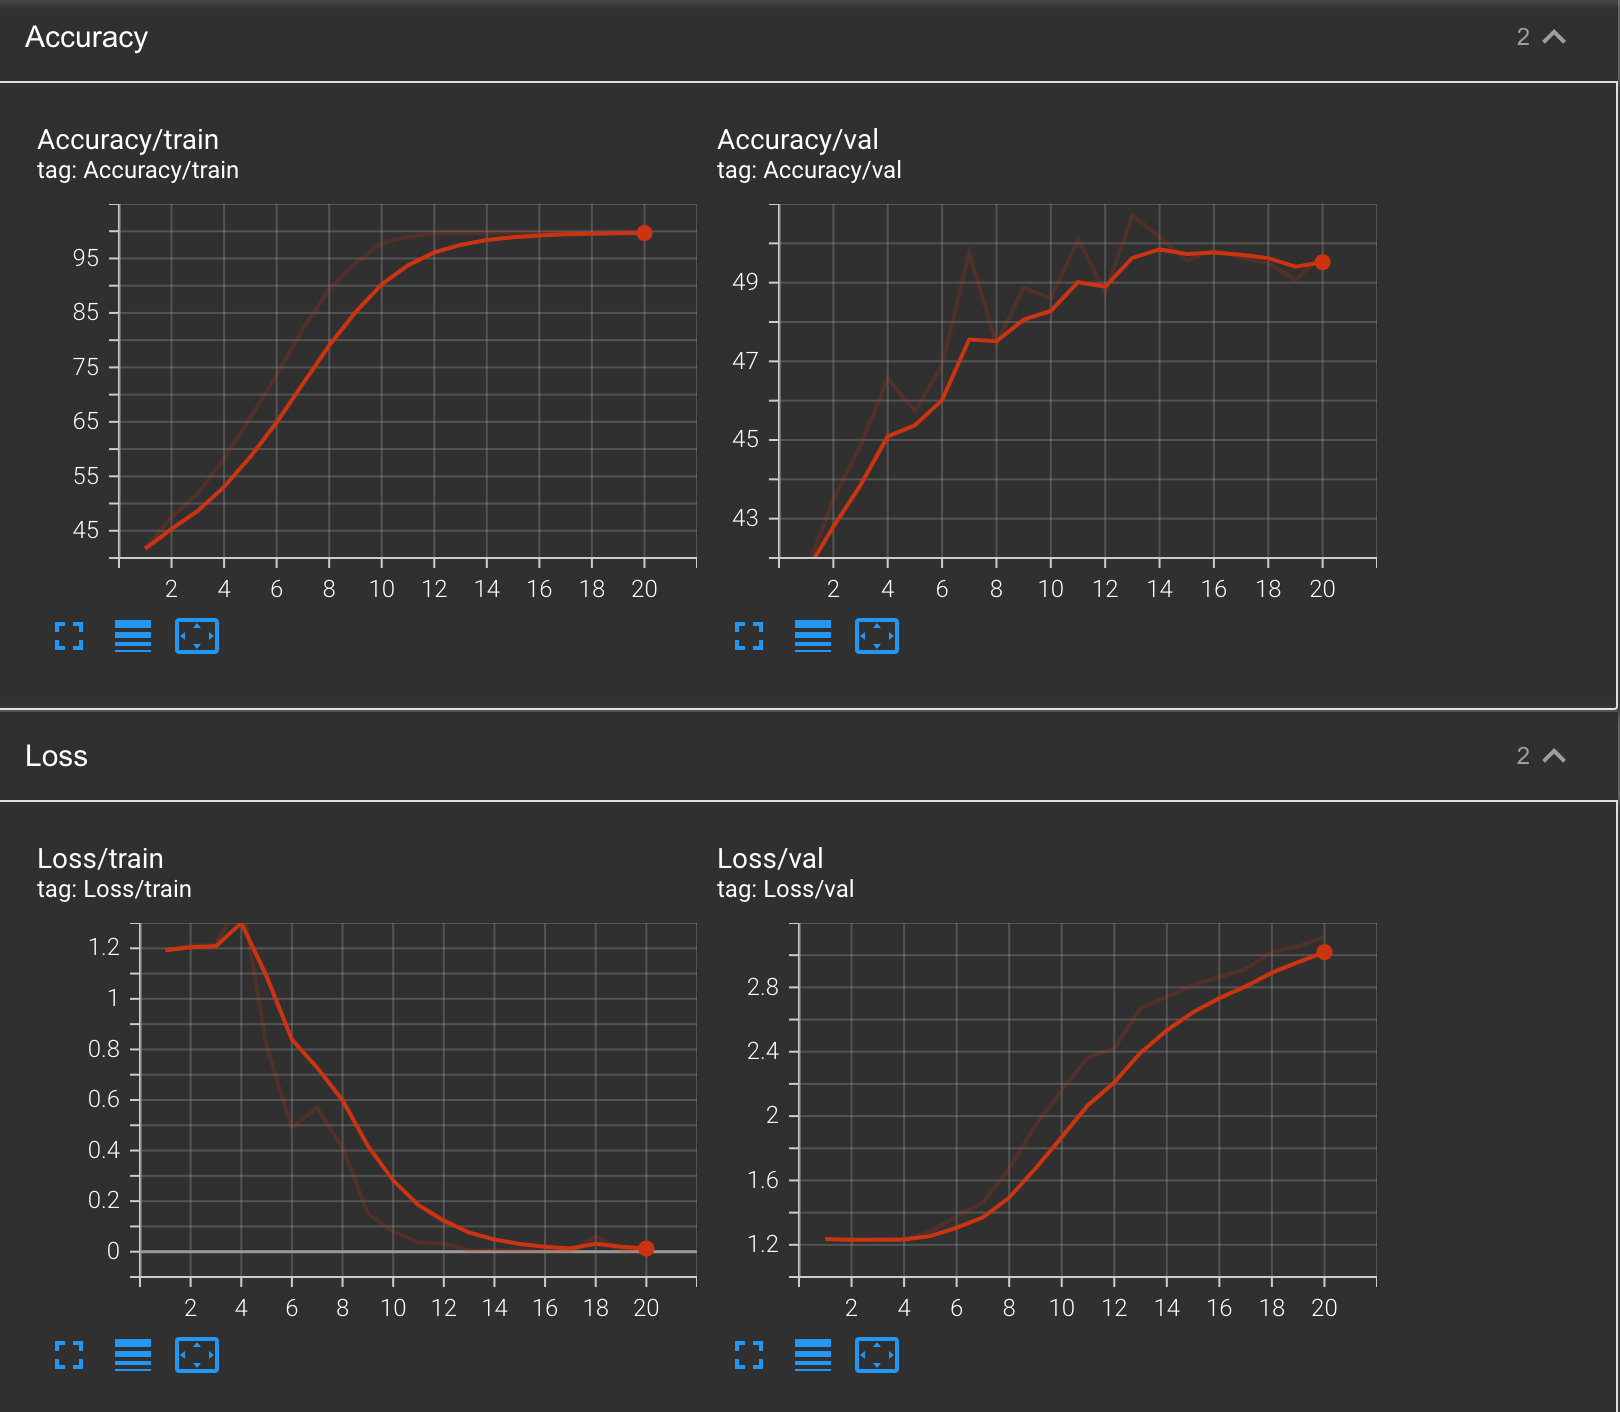 Accuracy
2
Accuracy/train
tag: Accuracy/train
95
85
75
65
55
45
2 4 6 8 10 12 14 16 18 20
Accuracy/val
tag: Accuracy/val
49
47
45
43
2 4 6 8 10 12 14 16 18 20
Loss
2
Loss/train
tag: Loss/train
1.2
1
0.8
0.6
0.4
0.2
0
2 4 6 8 10 12 14 16 18 20
Loss/val
tag: Loss/val
2.8
2.4
2
1.6
1.2
2 4 6 8 10 12 14 16 18 20